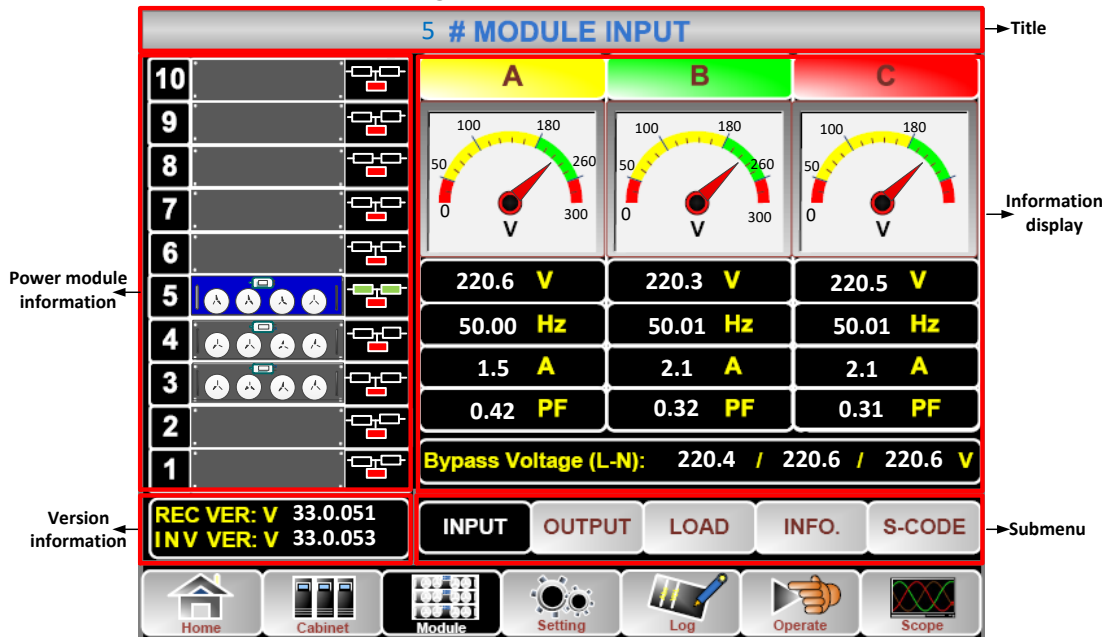 5 # MODULE INPUT
Title
10
9
8
7
6
5
4
3
2
1
Power module
information
A B C
100 180
50 260
0 300
V
100 180
50 260
0 300
V
100 180
50
0
V
Information
display
220.6 V 220.3 V 220.5 V
50.00 Hz 50.01 Hz 50.01 Hz
1.5 A 2.1 A 2.1 A
0.42 PF 0.32 PF 0.31 PF
Bypass Voltage (L-N): 220.4 / 220.6 / 220.6 V
Version
information
REC VER: V 33.0.051
INV VER: V 33.0.053
INPUT OUTPUT LOAD INFO. S-CODE
Submenu
Home Cabinet Module Setting Log Operate Scope